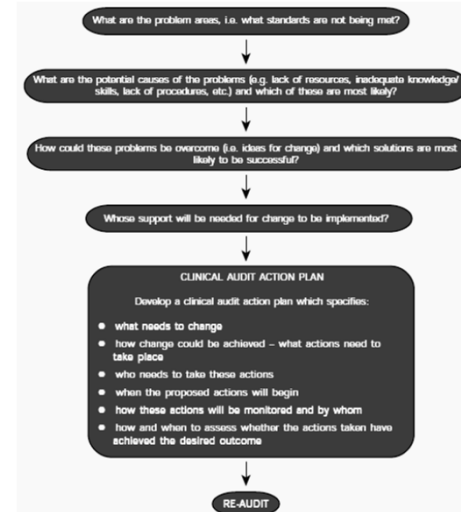 What are the problem areas, i.e. what standards are not being met?
What are the potential causes of the problems (e.g. lack of resources, inadequate knowledge/
skills, lack of procedures, etc.) and which of these are most likely?
How could these problems be overcome (i.e. ideas for change) and which solutions are most
likely to be successful?
Whose support will be needed for change to be implemented?
CLINICAL AUDIT ACTION PLAN
Develop a clinical audit action plan which specifies:
● what needs to change
● how change could be achieved – what actions need to
take place
● who needs to take these actions
● when the proposed actions will begin
● how these actions will be monitored and by whom
● how and when to assess whether the actions taken have
achieved the desired outcome
RE-AUDIT